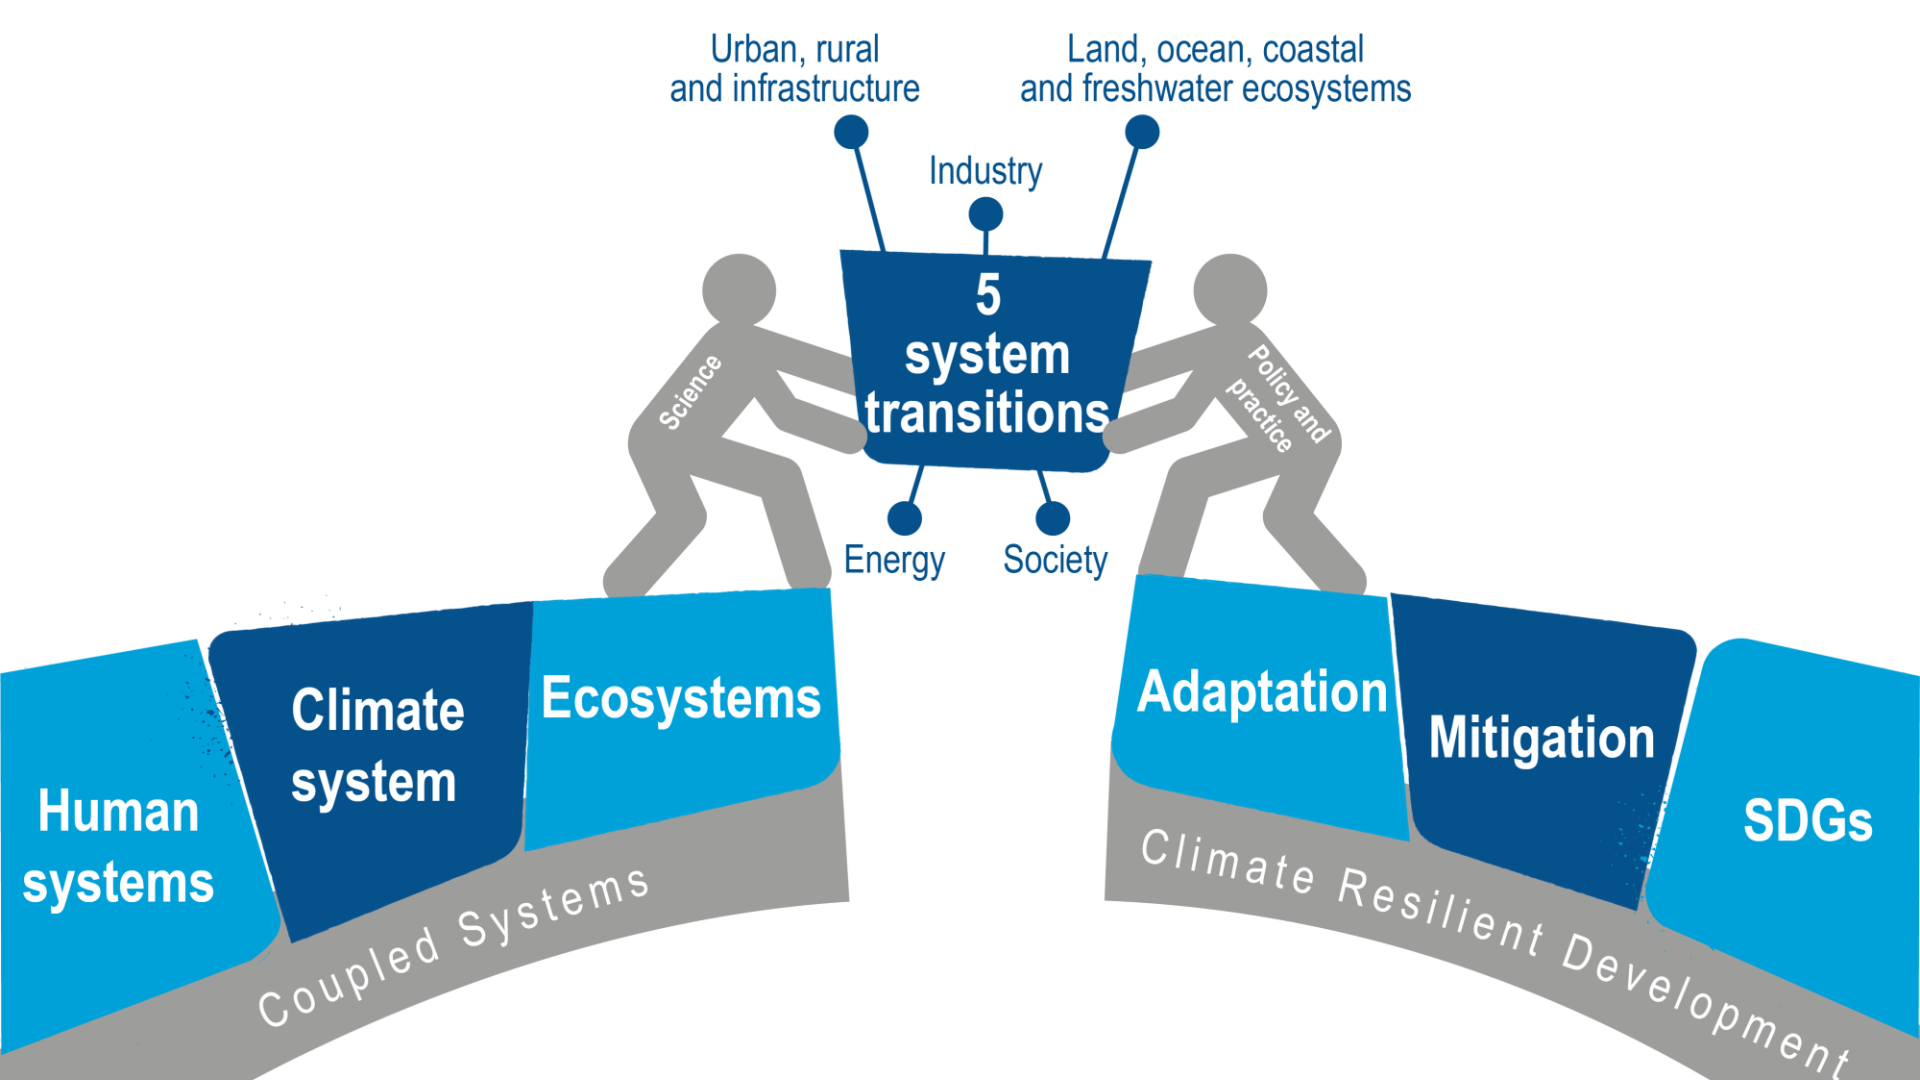 Urban, rural
and infrastructure
Land, ocean, coastal
and freshwater ecosystems
Industry
5
system
transitions
Science
Policy and
practice
Energy
Society
Human
systems
Climate
system
Ecosystems
Adaptation
Mitigation
SDGs
Coupled Systems
Climate Resilient Development